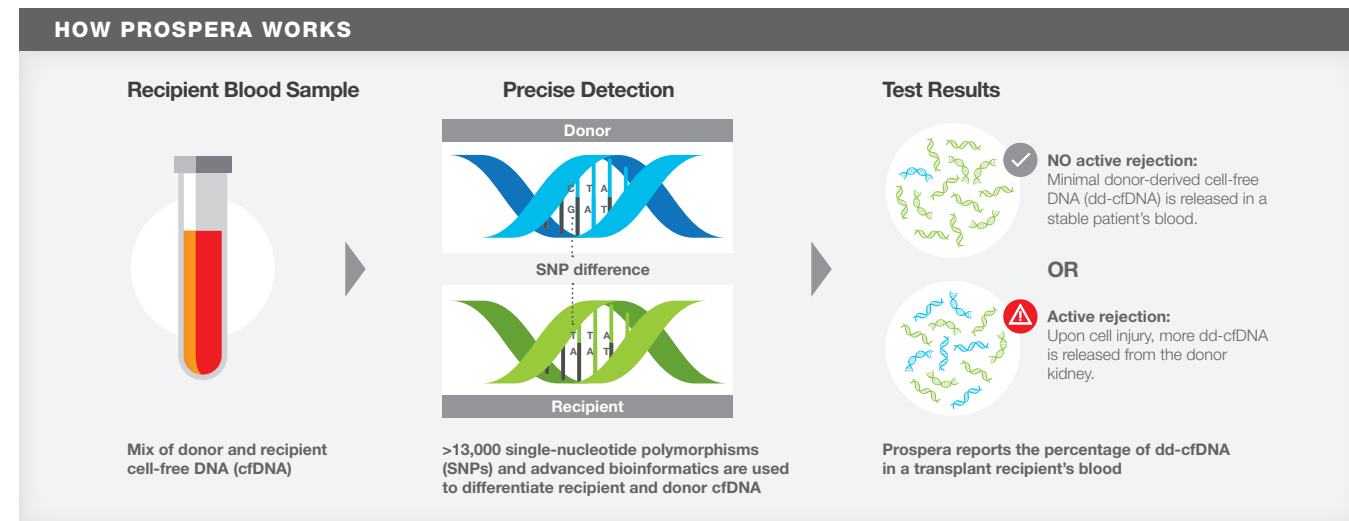 HOW PROSPERA WORKS
Recipient Blood Sample
Mix of donor and recipient
cell-free DNA (cfDNA)
Precise Detection
Donor
C T A
G A T
SNP difference
T T A
A A T
Recipient
>13,000 single-nucleotide polymorphisms
(SNPs) and advanced bioinformatics are used
to differentiate recipient and donor cfDNA
Test Results
NO active rejection:
Minimal donor-derived cell-free
DNA (dd-cfDNA) is released in a
stable patient's blood.
OR
Active rejection:
Upon cell injury, more dd-cfDNA
is released from the donor
kidney.
Prospera reports the percentage of dd-cfDNA
in a transplant recipient's blood